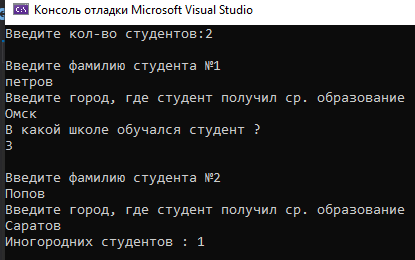 Консоль отладки Microsoft Visual Studio
Введите кол-во студентов:2
Введите фамилию студента №1
петров
Введите город, где студент получил ср. образование
Омск
В какой школе обучался студент ?
3
Введите фамилию студента №2
Попов
Введите город, где студент получил ср. образование
Саратов
Иногородних студентов : 1